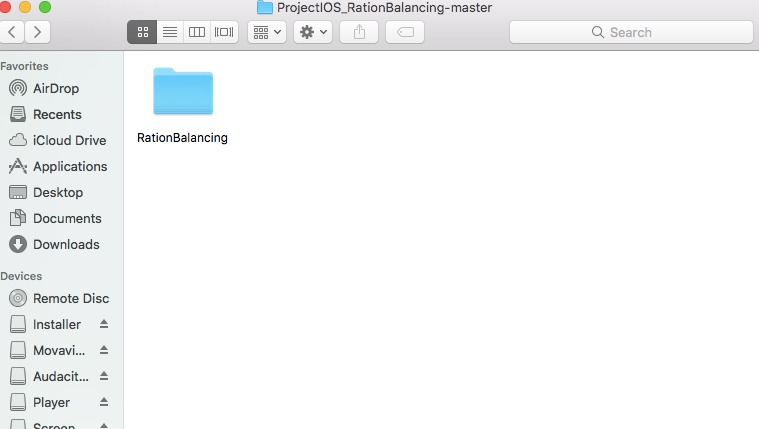 ProjectIOS_RationBalancing-master
Search
Favorites
AirDrop
Recents
iCloud Drive
Applications
Desktop
Documents
Downloads
Devices
Remote Disc
Installer
Movavi...
Audacit...
Player
Screen
RationBalancing